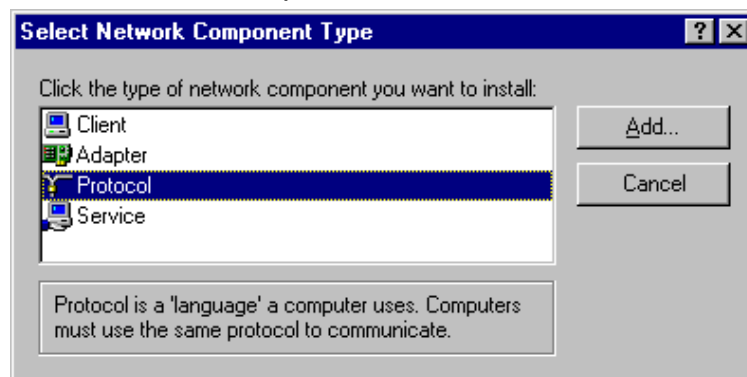 Select Network Component Type
Click the type of network component you want to install:
Client
Adapter
Protocol
Service
Add...
Cancel
Protocol is a 'language' a computer uses. Computers
must use the same protocol to communicate.